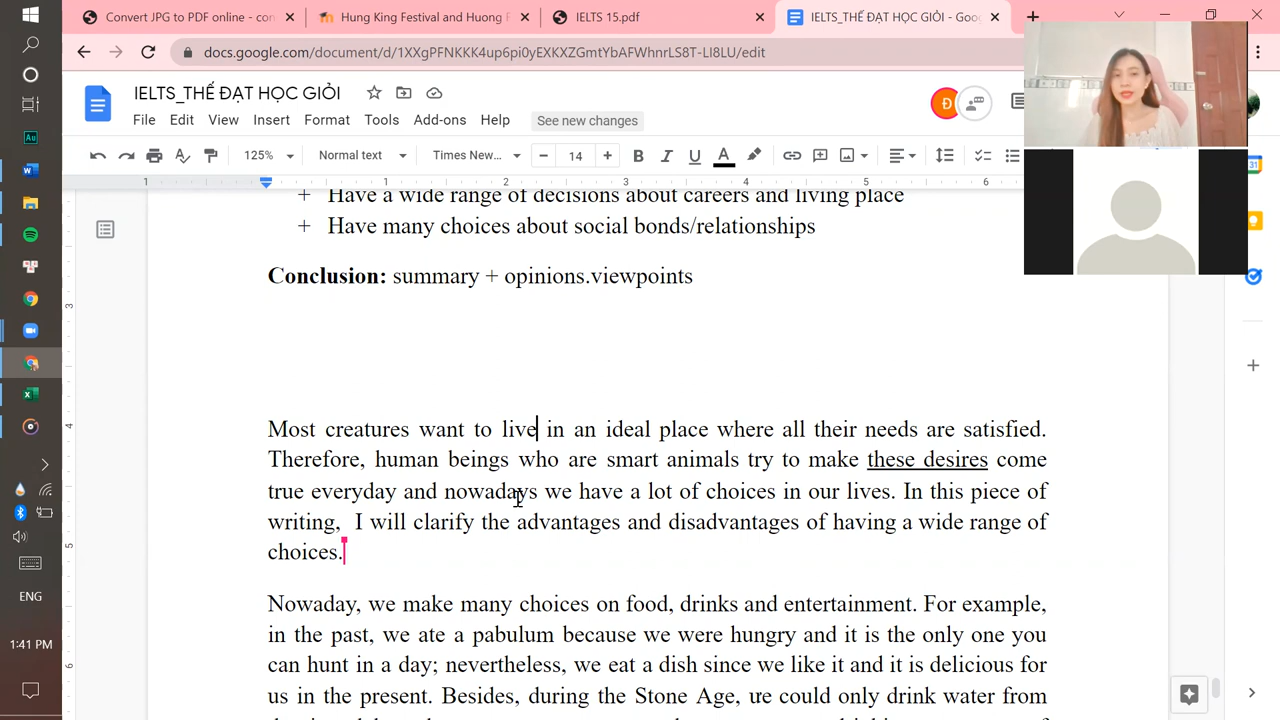 Convert JPG to PDF online - con
Hung King Festival and Huong P
IELTS 15.pdf
IELTS_THẾ ĐẠT HỌC GIỎI - Goog
docs.google.com/document/d/1XXgPFNKKK4up6pi0yEXKXZGmtYbAFWhnrLS8T-LI8LU/edit
IELTS_THẾ ĐẠT HỌC GIỎI
File Edit View Insert Format Tools Add-ons Help See new changes
125% Normal text Times New... 14
+ Have a wide range of decisions about careers and living place
+ Have many choices about social bonds/relationships
Conclusion: summary + opinions.viewpoints
Most creatures want to live in an ideal place where all their needs are satisfied.
Therefore, human beings who are smart animals try to make these desires come
true everyday and nowadays we have a lot of choices in our lives. In this piece of
writing, I will clarify the advantages and disadvantages of having a wide range of
choices.
Nowaday, we make many choices on food, drinks and entertainment. For example,
in the past, we ate a pabulum because we were hungry and it is the only one you
can hunt in a day; nevertheless, we eat a dish since we like it and it is delicious for
us in the present. Besides, during the Stone Age, ưe could only drink water from
ENG
1:41 PM